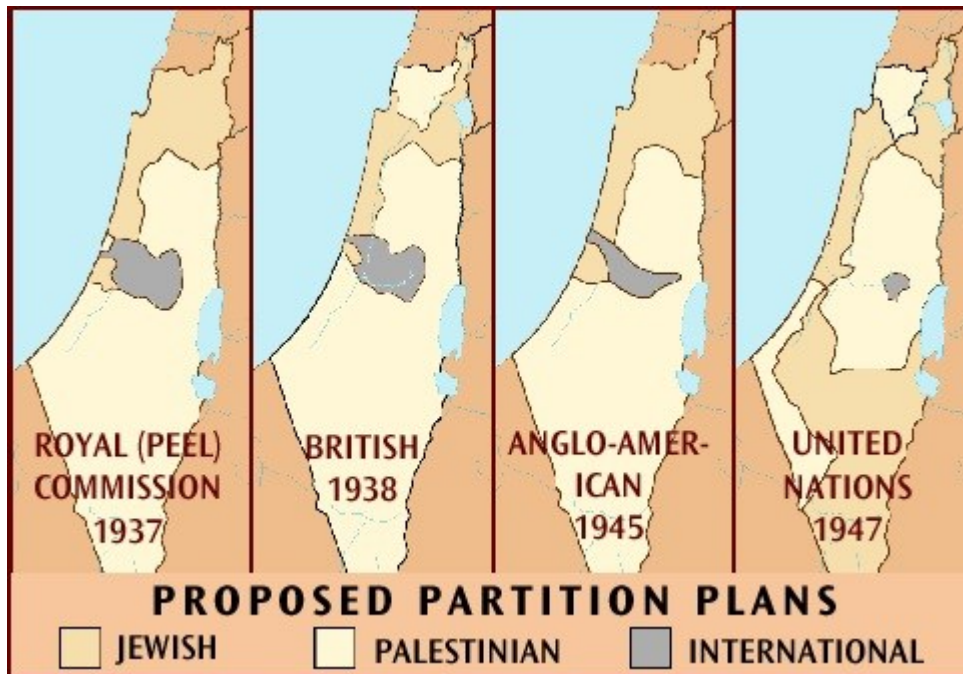 ROYAL (PEEL)
COMMISSION
1937
BRITISH
1938
ANGLO-AMER-
ICAN
1945
UNITED
NATIONS
1947
PROPOSED PARTITION PLANS
JEWISH
PALESTINIAN
INTERNATIONAL